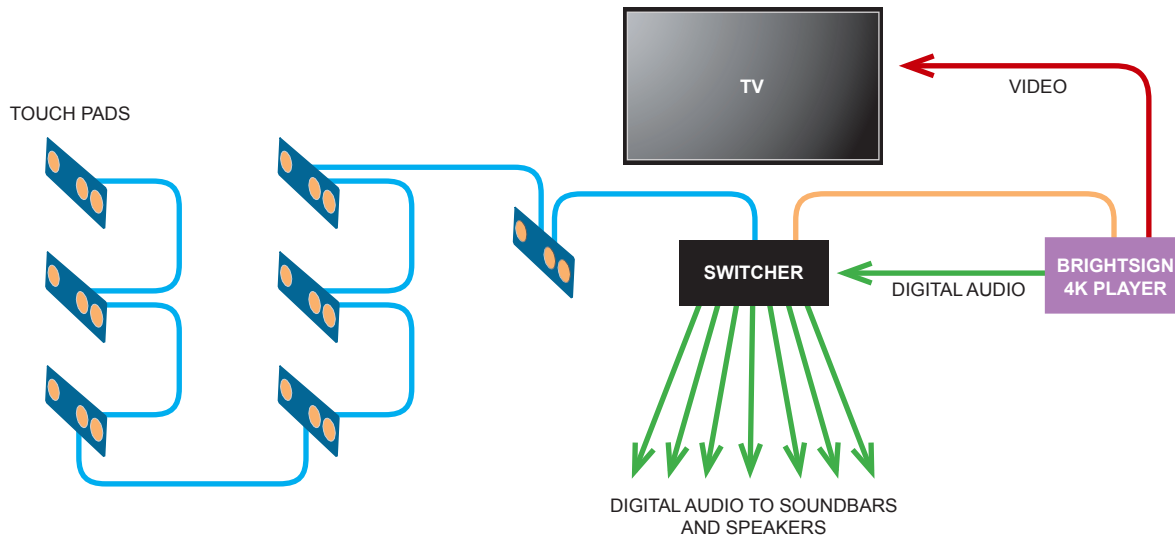 TV
VIDEO
TOUCH PADS
SWITCHER
DIGITAL AUDIO
BRIGHTSIGN
4K PLAYER
DIGITAL AUDIO TO SOUNDBARS
AND SPEAKERS